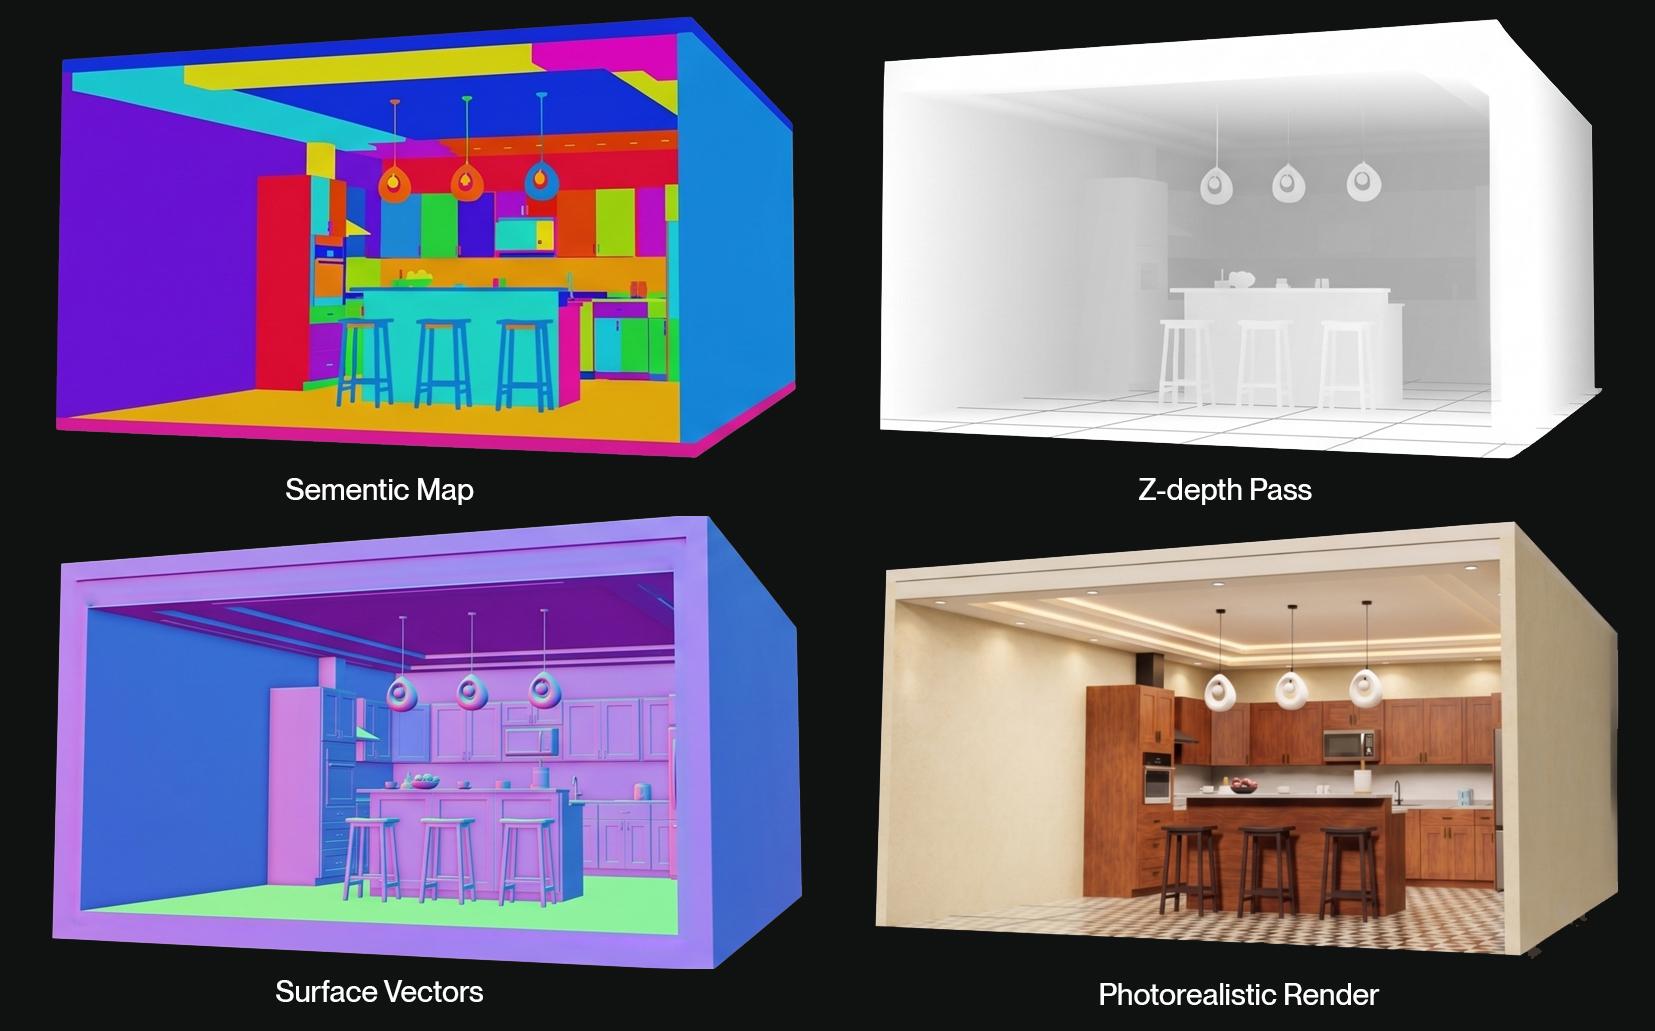 Sementic Map
Z-depth Pass
Surface Vectors
Photorealistic Render